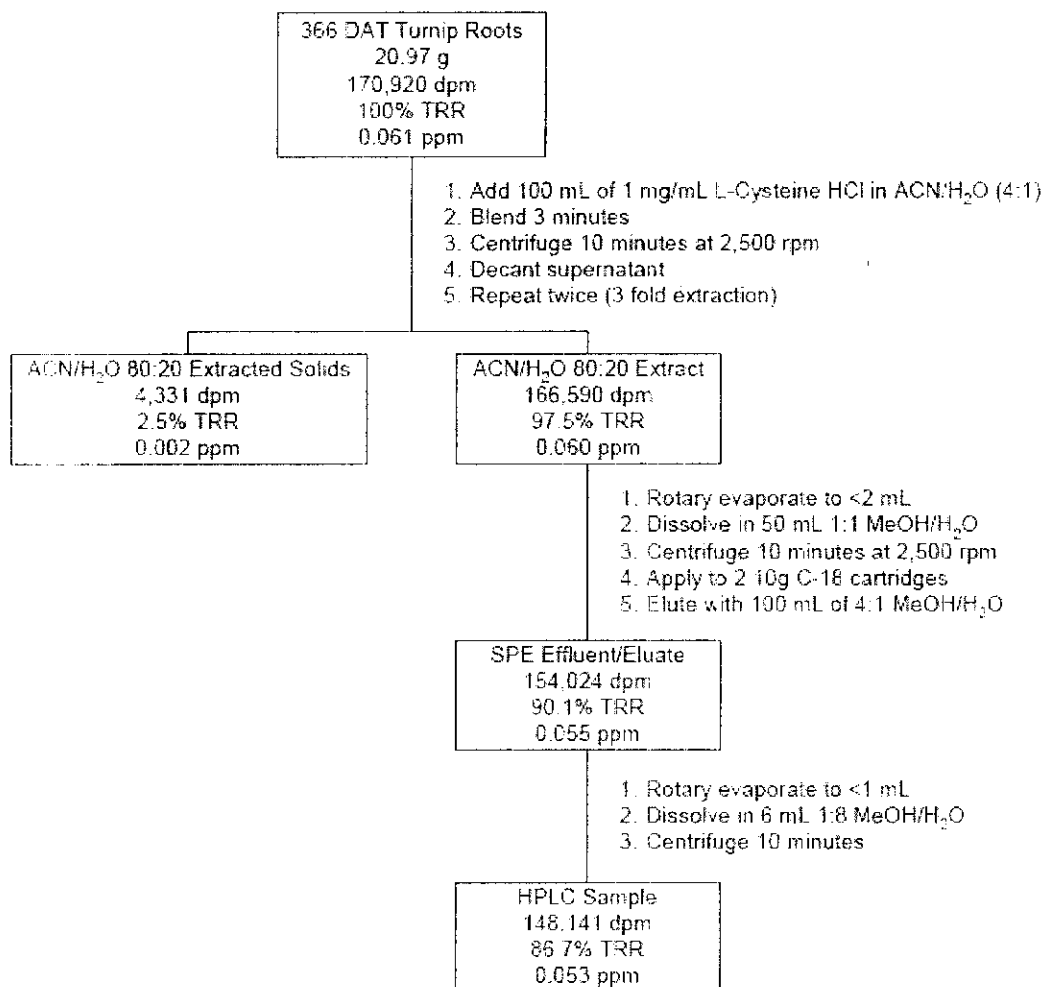 366 DAT Turnip Roots
20.97 g
170,920 dpm
100% TRR
0.061 ppm
1. Add 100 mL of 1 mg/mL L-Cysteine HCl in ACN/H₂O (4:1)
2. Blend 3 minutes
3. Centrifuge 10 minutes at 2,500 rpm
4. Decant supernatant
5. Repeat twice (3 fold extraction)
ACN/H₂O 80:20 Extracted Solids
4,331 dpm
2.5% TRR
0.002 ppm
ACN/H₂O 80:20 Extract
166,590 dpm
97.5% TRR
0.060 ppm
1. Rotary evaporate to <2 mL
2. Dissolve in 50 mL 1:1 MeOH/H₂O
3. Centrifuge 10 minutes at 2,500 rpm
4. Apply to 2 10g C-18 cartridges
5. Elute with 100 mL of 4:1 MeOH/H₂O
SPE Effluent/Eluate
154,024 dpm
90.1% TRR
0.055 ppm
1. Rotary evaporate to <1 mL
2. Dissolve in 6 mL 1:8 MeOH/H₂O
3. Centrifuge 10 minutes
HPLC Sample
148,141 dpm
86.7% TRR
0.053 ppm